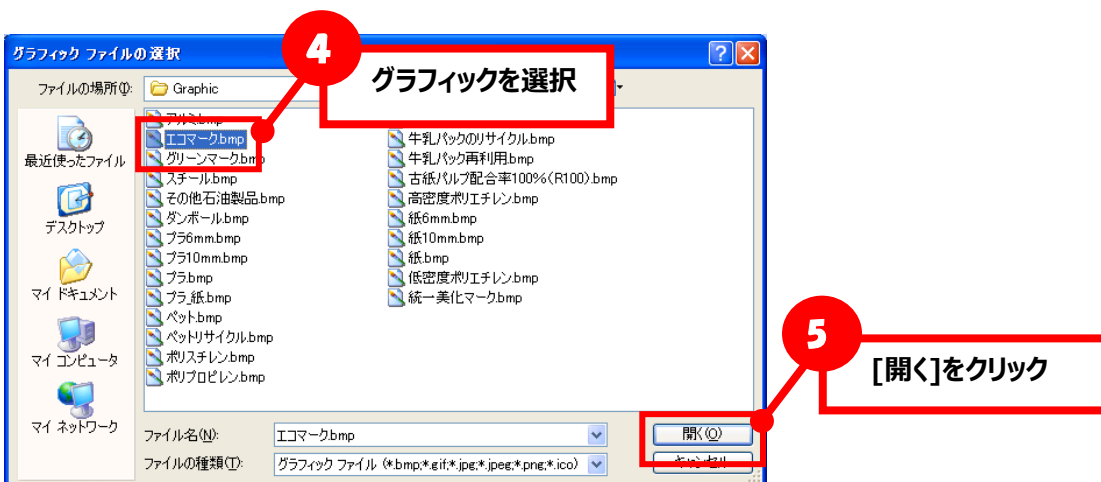 4
グラフィック ファイルの選択
グラフィックを選択
ファイルの場所(I):
Graphic
最近使ったファイル
デスクトップ
マイ ドキュメント
マイ コンピュータ
マイ ネットワーク
アルミ.bmp
エコマーク.bmp
グリーンマーク.bmp
スチール.bmp
その他石油製品.bmp
ダンボール.bmp
プラ6mm.bmp
プラ10mm.bmp
プラ.bmp
プラ_紙.bmp
ペット.bmp
ペットリサイクル.bmp
ポリスチレン.bmp
ポリプロピレン.bmp
牛乳パックのリサイクル.bmp
牛乳パック再利用.bmp
古紙パルプ配合率100%(R100).bmp
高密度ポリエチレン.bmp
紙6mm.bmp
紙10mm.bmp
紙.bmp
低密度ポリエチレン.bmp
統一美化マーク.bmp
5
[開く]をクリック
ファイル名(N):
エコマーク.bmp
開く(O)
ファイルの種類(T):
グラフィック ファイル (*.bmp;*.gif;*.jpg;*.jpeg;*.png;*.ico)
キャンセル